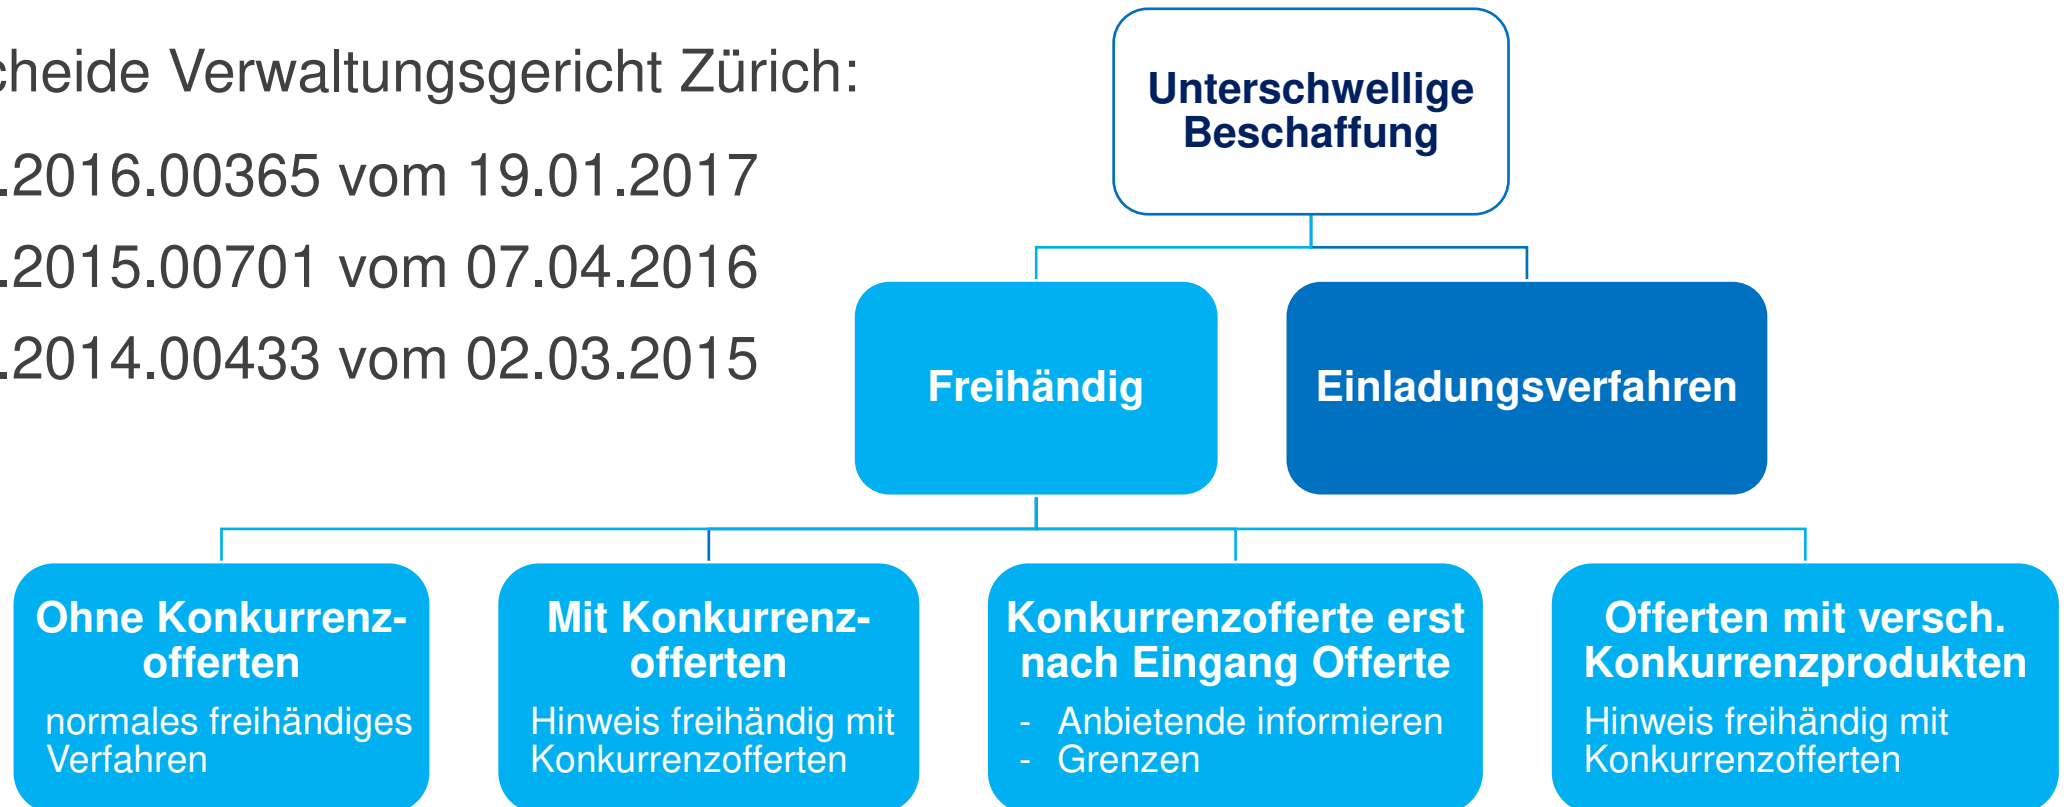 cheide Verwaltungsgericht Zürich:
.2016.00365 vom 19.01.2017
.2015.00701 vom 07.04.2016
.2014.00433 vom 02.03.2015
Unterschwellige
Beschaffung
Freihändig
Einladungsverfahren
Ohne Konkurrenz-
offerten
normales freihändiges
Verfahren
Mit Konkurrenz-
offerten
Hinweis freihändig mit
Konkurrenzofferten
Konkurrenzofferte erst
nach Eingang Offerte
- Anbietende informieren
- Grenzen
Offerten mit versch.
Konkurrenzprodukten
Hinweis freihändig mit
Konkurrenzofferten